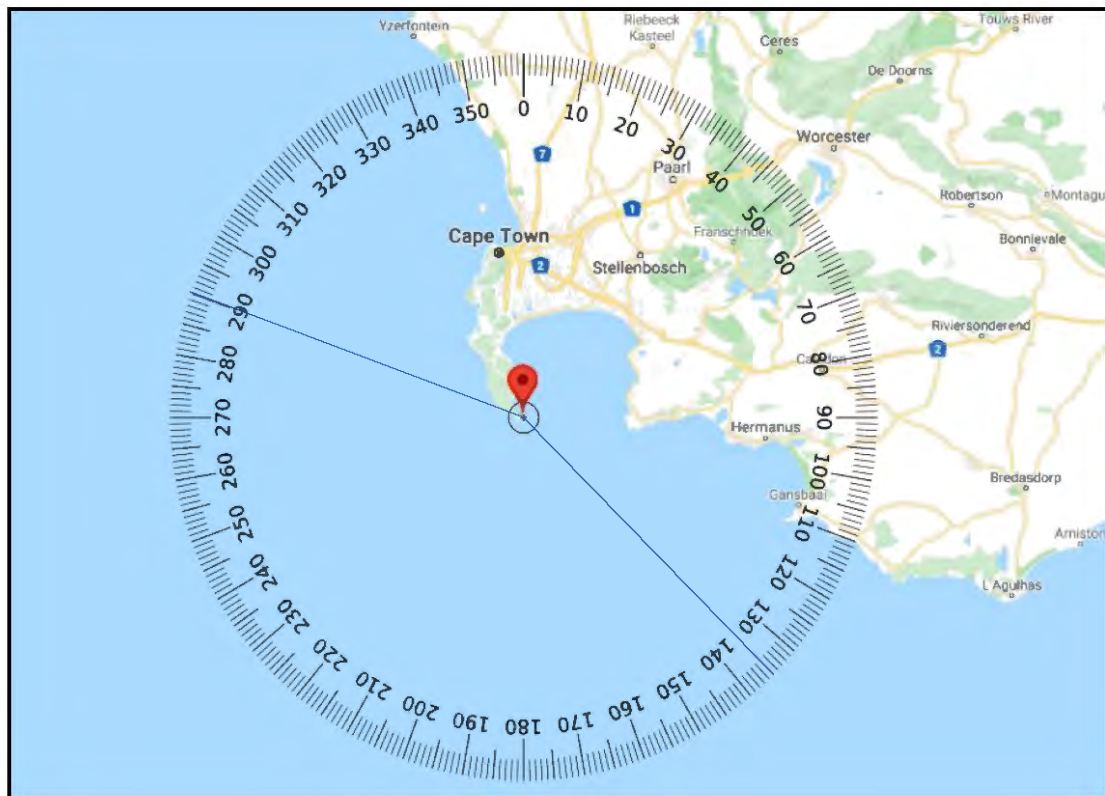 Yzerfontein
Riebeeck
Kasteel
Touws River
Ceres
De Doorns
350
0
10
340
20
330
30
320
40
310
50
300
60
290
70
280
80
270
90
260
100
250
110
240
120
230
130
220
140
210
150
200
160
190
170
180
7
Worcester
Paarl
1
Robertson
Montagu
Cape Town
Franschhoek
Bonnievale
2
Stellenbosch
Riviersonderend
2
Caledon
Hermanus
Bredasdorp
Gansbaai
Arniston
L'Agulhas